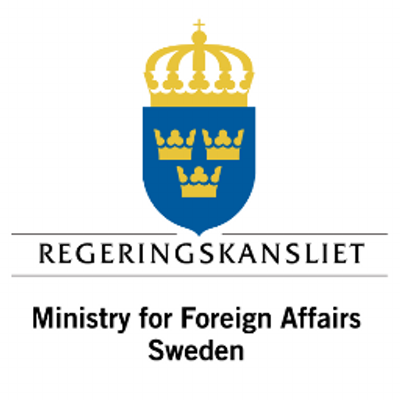 REGERINGSKANSLIET
Ministry for Foreign Affairs
Sweden